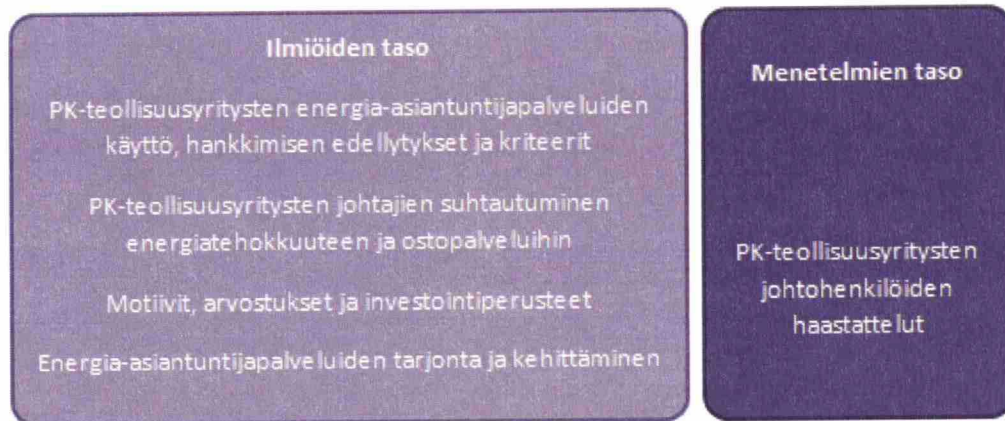 Ilmiöiden taso
PK-teollisuusyritysten energia-asiantuntijapalveluiden
käyttö, hankkimisen edellytykset ja kriteerit
PK-teollisuusyritysten johtajien suhtautuminen
energiatehokkuuteen ja ostopalveluihin
Motiivit, arvostukset ja investointiperusteet
Energia-asiantuntijapalveluiden tarjonta ja kehittäminen
Menetelmien taso
PK-teollisuusyritysten
johtohenkilöiden
haastattelut